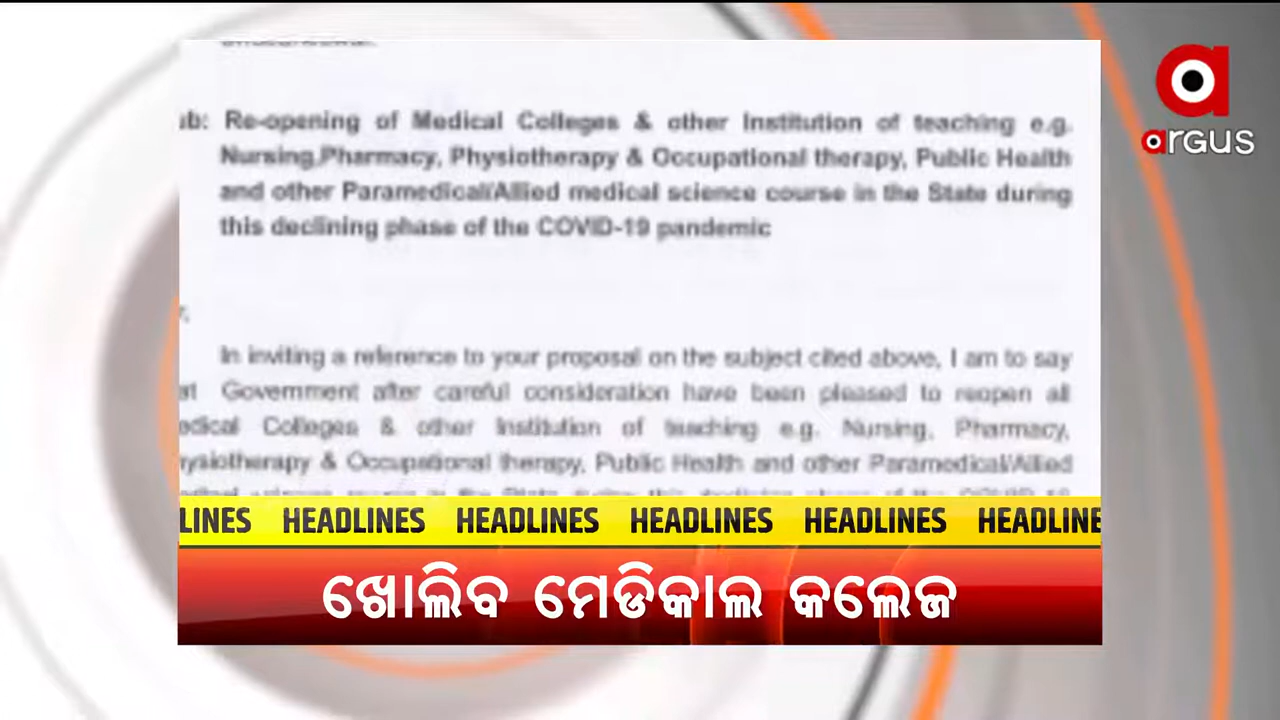 argus
ub: Re-opening of Medical Colleges & other Institution of teaching e.g.
Nursing,Pharmacy, Physiotherapy & Occupational therapy, Public Health
and other Paramedical/Allied medical science course in the State during
this declining phase of the COVID-19 pandemic
r,
In inviting a reference to your proposal on the subject cited above, I am to say
at Government after careful consideration have been pleased to reopen all
edical Colleges & other Institution of teaching e.g. Nursing, Pharmacy,
hysiotherapy & Occupational therapy, Public Health and other Paramedical/Allied
LINES HEADLINES HEADLINES HEADLINES HEADLINES HEADLINE
ଖୋଲିବ ମେଡିକାଲ କଲେଜ